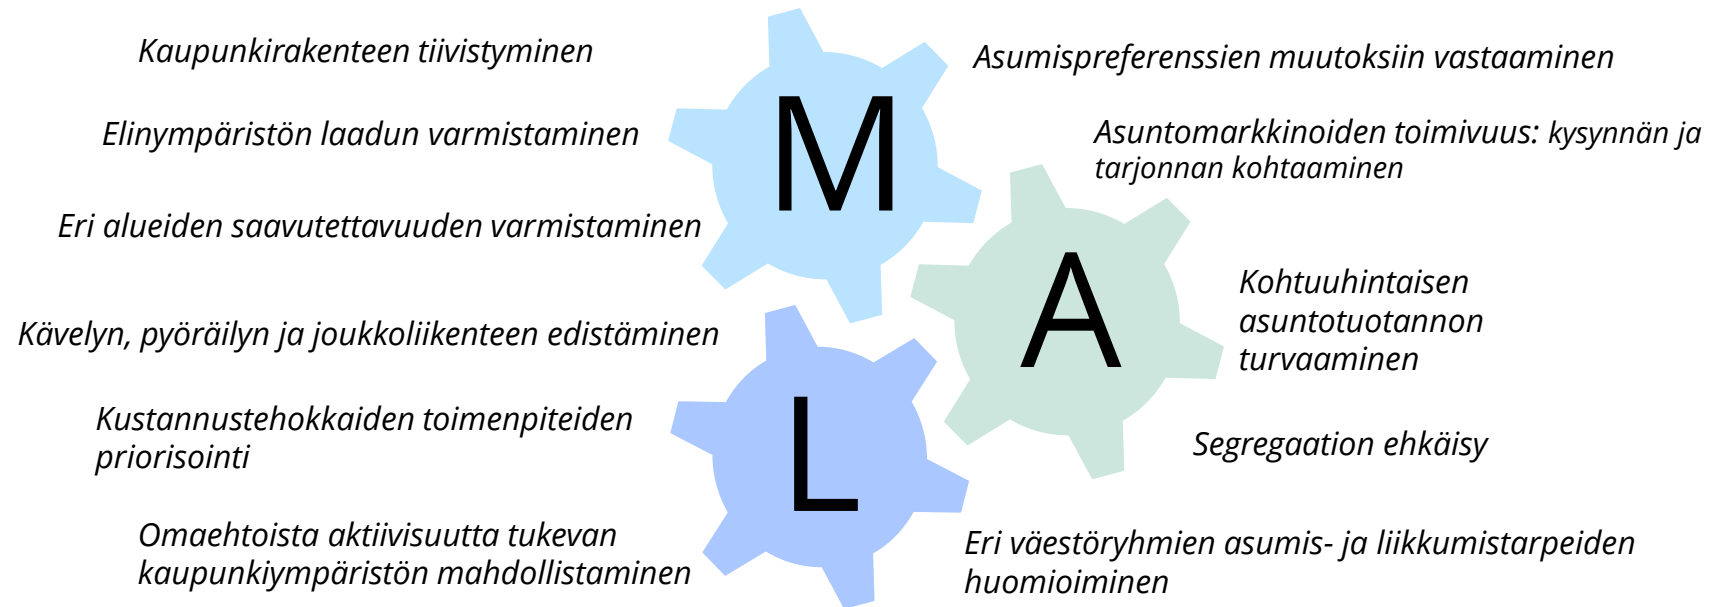 Kaupunkirakenteen tiivistyminen
Elinympäristön laadun varmistaminen
Eri alueiden saavutettavuuden varmistaminen
Kävelyn, pyöräilyn ja joukkoliikenteen edistäminen
Kustannustehokkaiden toimenpiteiden
priorisointi
Omaehtoista aktiivisuutta tukevan
kaupunkiympäristön mahdollistaminen
M
A
L
Asumispreferenssien muutoksiin vastaaminen
Asuntomarkkinoiden toimivuus: kysynnän ja
tarjonnan kohtaaminen
Kohtuuhintaisen
asuntotuotannon
turvaaminen
Segregaation ehkäisy
Eri väestöryhmien asumis- ja liikkumistarpeiden
huomioiminen